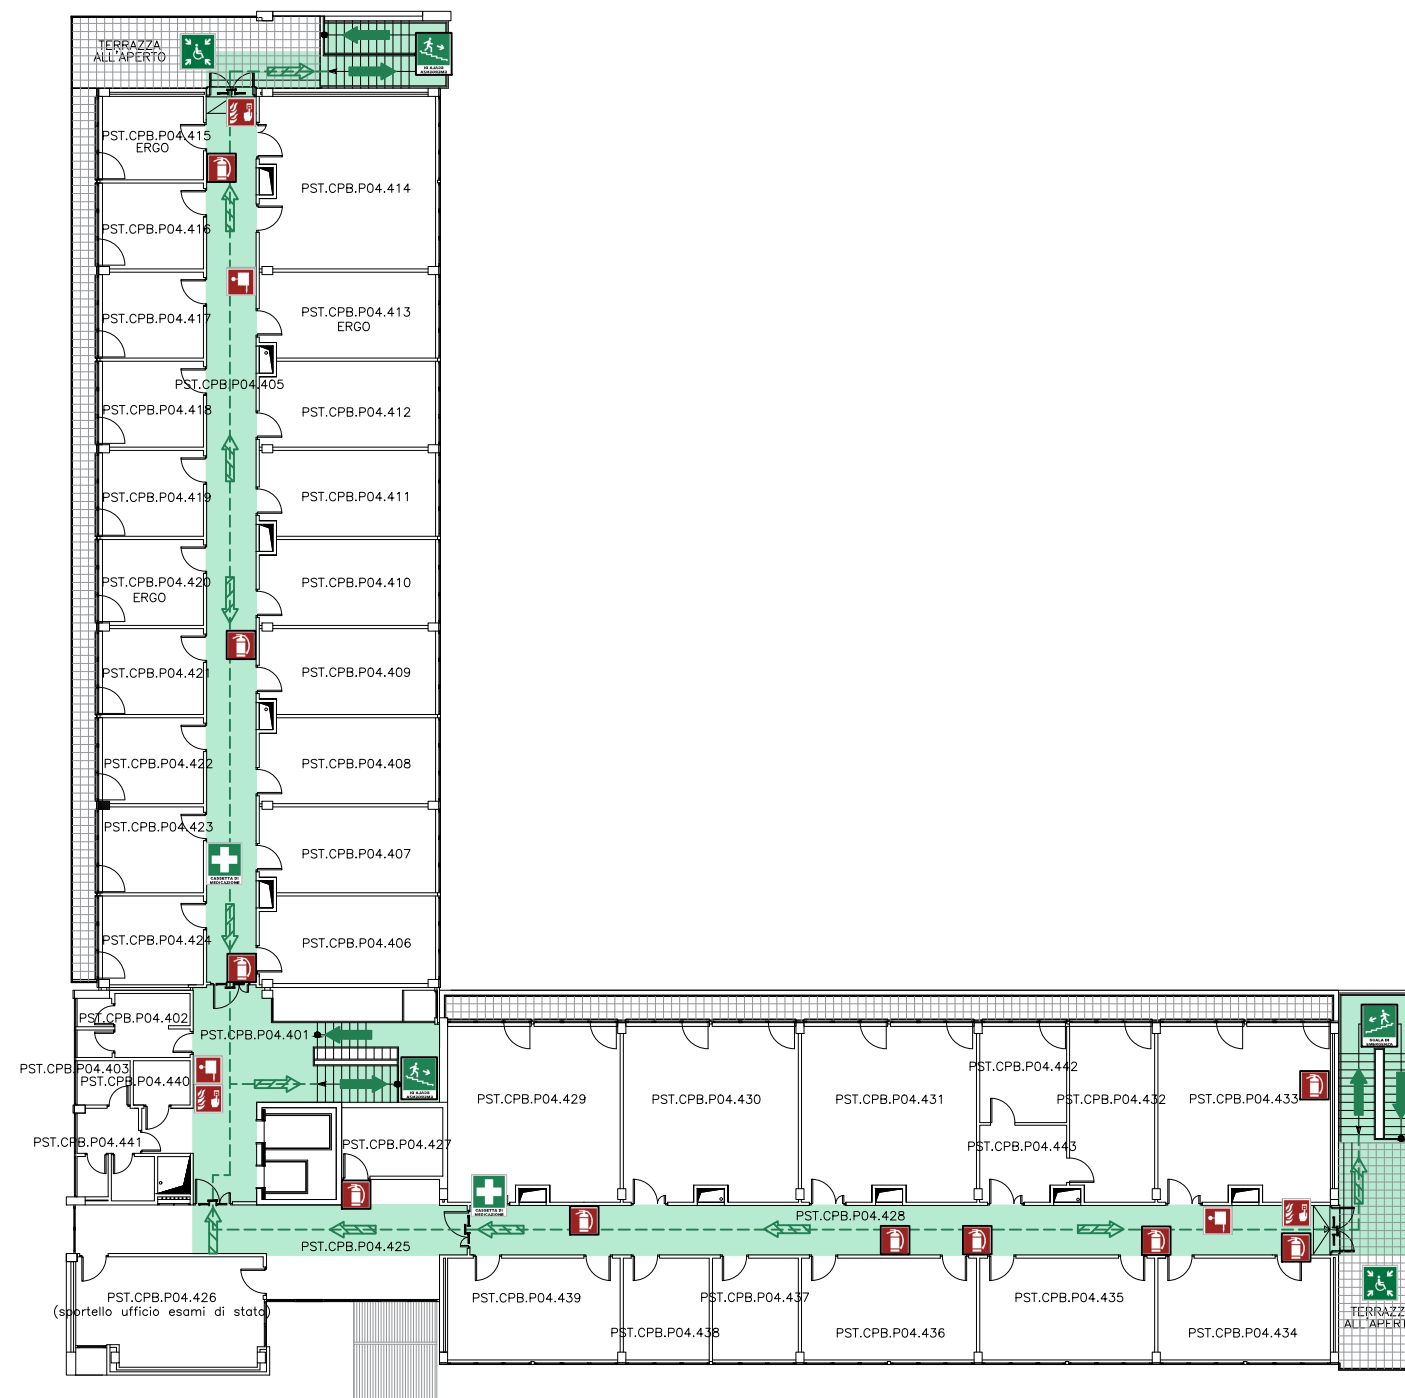 TERRAZZA
ALL'APERTO
PST.CPB.P04.415
ERGO
PST.CPB.P04.414
PST.CPB.P04.416
PST.CPB.P04.417
PST.CPB.P04.413
ERGO
PST.CPB.P04.405
PST.CPB.P04.418
PST.CPB.P04.412
PST.CPB.P04.419
PST.CPB.P04.411
PST.CPB.P04.420
ERGO
PST.CPB.P04.410
PST.CPB.P04.421
PST.CPB.P04.409
PST.CPB.P04.422
PST.CPB.P04.408
PST.CPB.P04.423
PST.CPB.P04.407
CASSETTA DI
MEDICAZIONE
PST.CPB.P04.424
PST.CPB.P04.406
PST.CPB.P04.402
PST.CPB.P04.401
PST.CPB.P04.403
PST.CPB.P04.440
PST.CPB.P04.441
PST.CPB.P04.427
PST.CPB.P04.429
PST.CPB.P04.430
PST.CPB.P04.431
PST.CPB.P04.442
PST.CPB.P04.432
PST.CPB.P04.433
PST.CPB.P04.443
SCALA DI
EMERGENZA
CASSETTA DI
MEDICAZIONE
PST.CPB.P04.428
PST.CPB.P04.425
PST.CPB.P04.426
(sportello ufficio esami di stato)
PST.CPB.P04.439
PST.CPB.P04.438
PST.CPB.P04.437
PST.CPB.P04.436
PST.CPB.P04.435
PST.CPB.P04.434
TERRAZZ
ALL'APERT